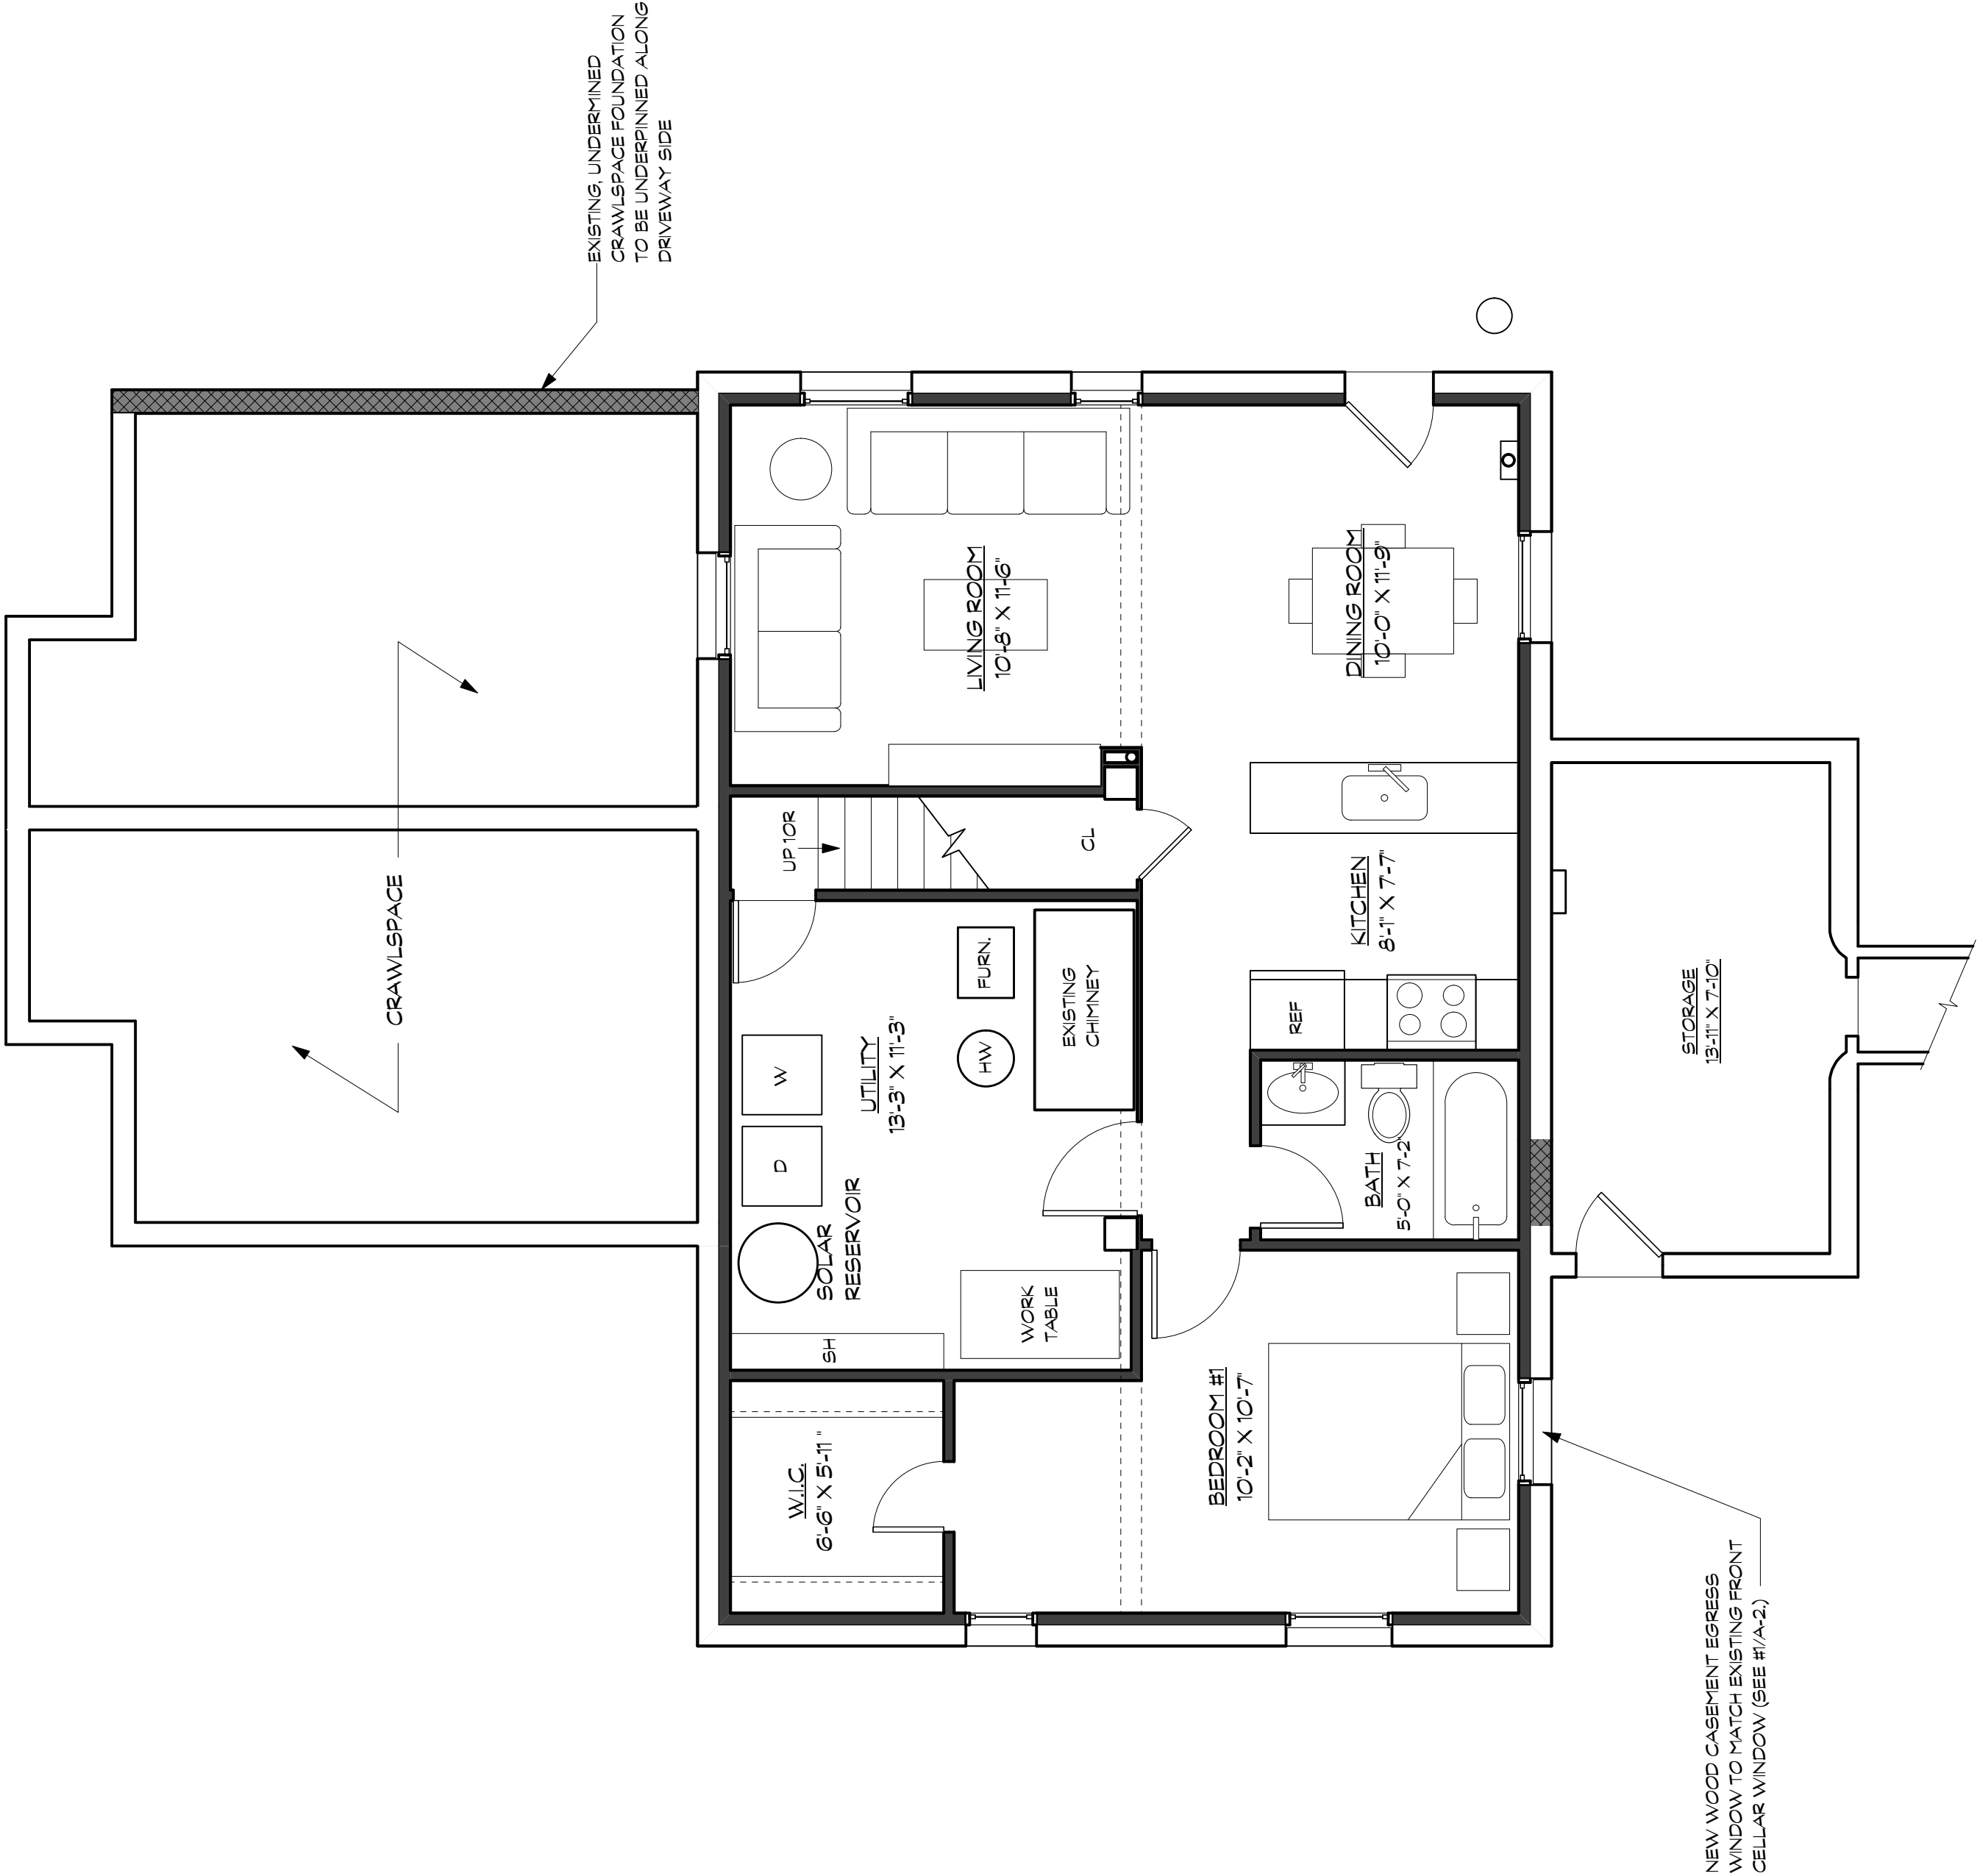 EXISTING, UNDERMINED
CRAWLSPACE FOUNDATION
TO BE UNDERPINNED ALONG
DRIVEWAY SIDE
CRAWLSPACE
LIVING ROOM
10'-8" X 11'-6"
DINING ROOM
10'-0" X 11'-9"
UP 10R
CL
KITCHEN
8'-1" X 7'-7"
REF
FURN.
HW
EXISTING
CHIMNEY
UTILITY
13'-3" X 11'-3"
W
D
SOLAR
RESERVOIR
SH
WORK
TABLE
BATH
5'-0" X 7'-2"
STORAGE
13'-11" X 7'-10"
W.I.C.
6'-6" X 5'-11"
BEDROOM #1
10'-2" X 10'-7"
NEW WOOD CASEMENT EGRESS
WINDOW TO MATCH EXISTING FRONT
CELLAR WINDOW (SEE #1/A-2.)